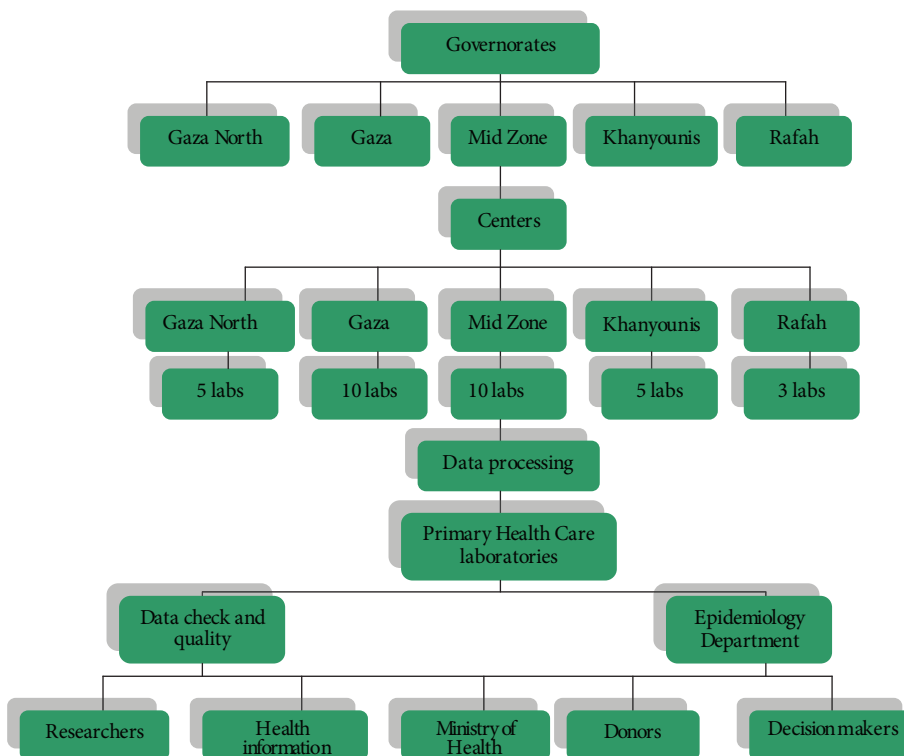 Governorates
Gaza North
Gaza
Mid Zone
Khanyounis
Rafah
Centers
Gaza North
Gaza
Mid Zone
Khanyounis
Rafah
5 labs
10 labs
10 labs
5 labs
3 labs
Data processing
Primary Health Care
laboratories
Data check and
quality
Epidemiology
Department
Researchers
Health
information
Ministry of
Health
Donors
Decision makers